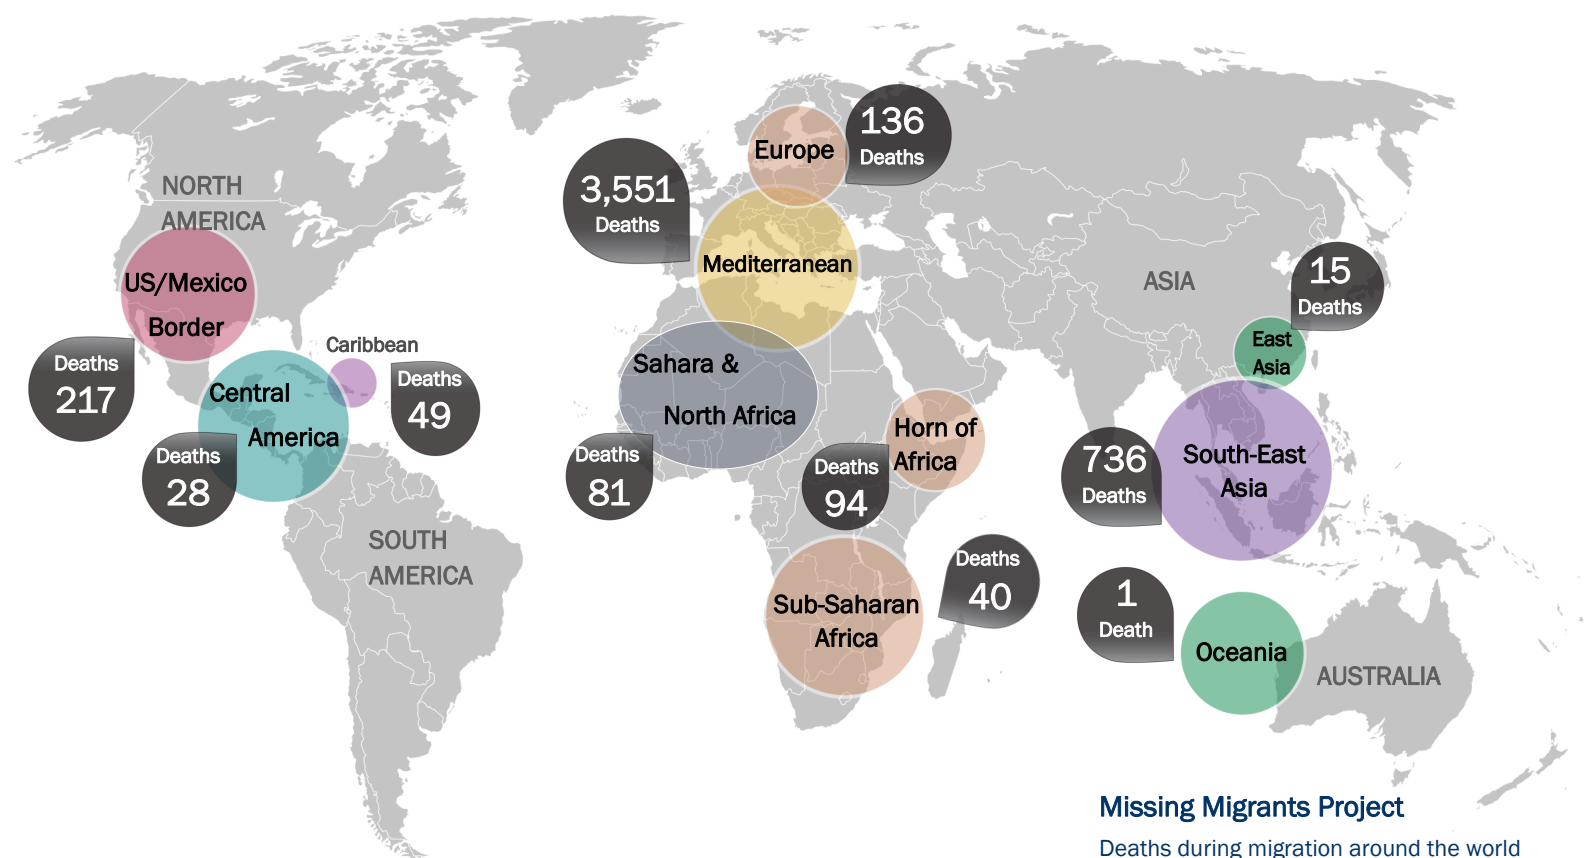 136
Deaths
Europe
3,551
Deaths
NORTH
AMERICA
Mediterranean
US/Mexico
Border
ASIA
15
Deaths
Caribbean
East
Asia
Deaths
217
Sahara &
North Africa
Deaths
49
Central
America
Horn of
Africa
Deaths
28
Deaths
81
Deaths
94
736
Deaths
South-East
Asia
SOUTH
AMERICA
Deaths
40
Sub-Saharan
Africa
1
Death
Oceania
AUSTRALIA
Missing Migrants Project
Deaths during migration around the world